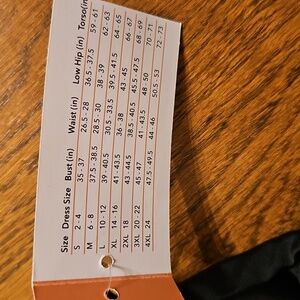 Size Dress Size Bust (in) Waist (in) Low Hip (in) Torso(in
S 2 - 4 35 - 37 26.5 - 28 36.5 - 37.5 59 - 61
M 6 - 8 37.5 - 38.5 28.5 - 30 38 - 39 62 - 63
L 10 - 12 39 - 40.5 30.5 - 33.5 39.5 - 41.5 64 - 65
XL 14 - 16 41 - 43.5 36 - 38 43 - 45 66 - 67
2XL 18 41 - 43.5 38.5 - 40.5 45.5 - 47.5 68 - 69
3XL 20 - 22 45 - 47 41 - 43.5 48 - 50 70 - 71
4XL 24 47.5 - 49.5 44 - 46 50.5 - 53 72 - 73